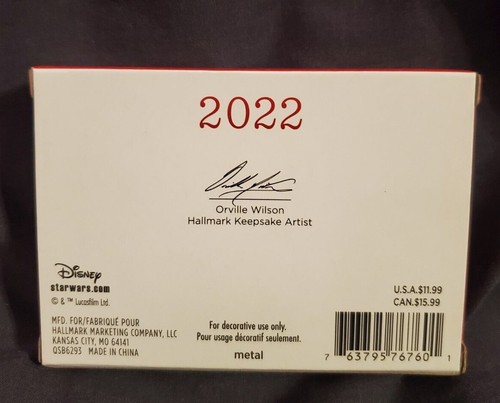 2022
Orville Wilson
Hallmark Keepsake Artist
Disney
starwars.com
© & ™ Lucasfilm Ltd.
MFD. FOR/FABRIQUÉ POUR
HALLMARK MARKETING COMPANY, LLC
KANSAS CITY, MO 64141
QSB6293 MADE IN CHINA
For decorative use only.
Pour usage décoratif seulement.
metal
U.S.A.$11.99
CAN.$15.99
7 63795 76760 1